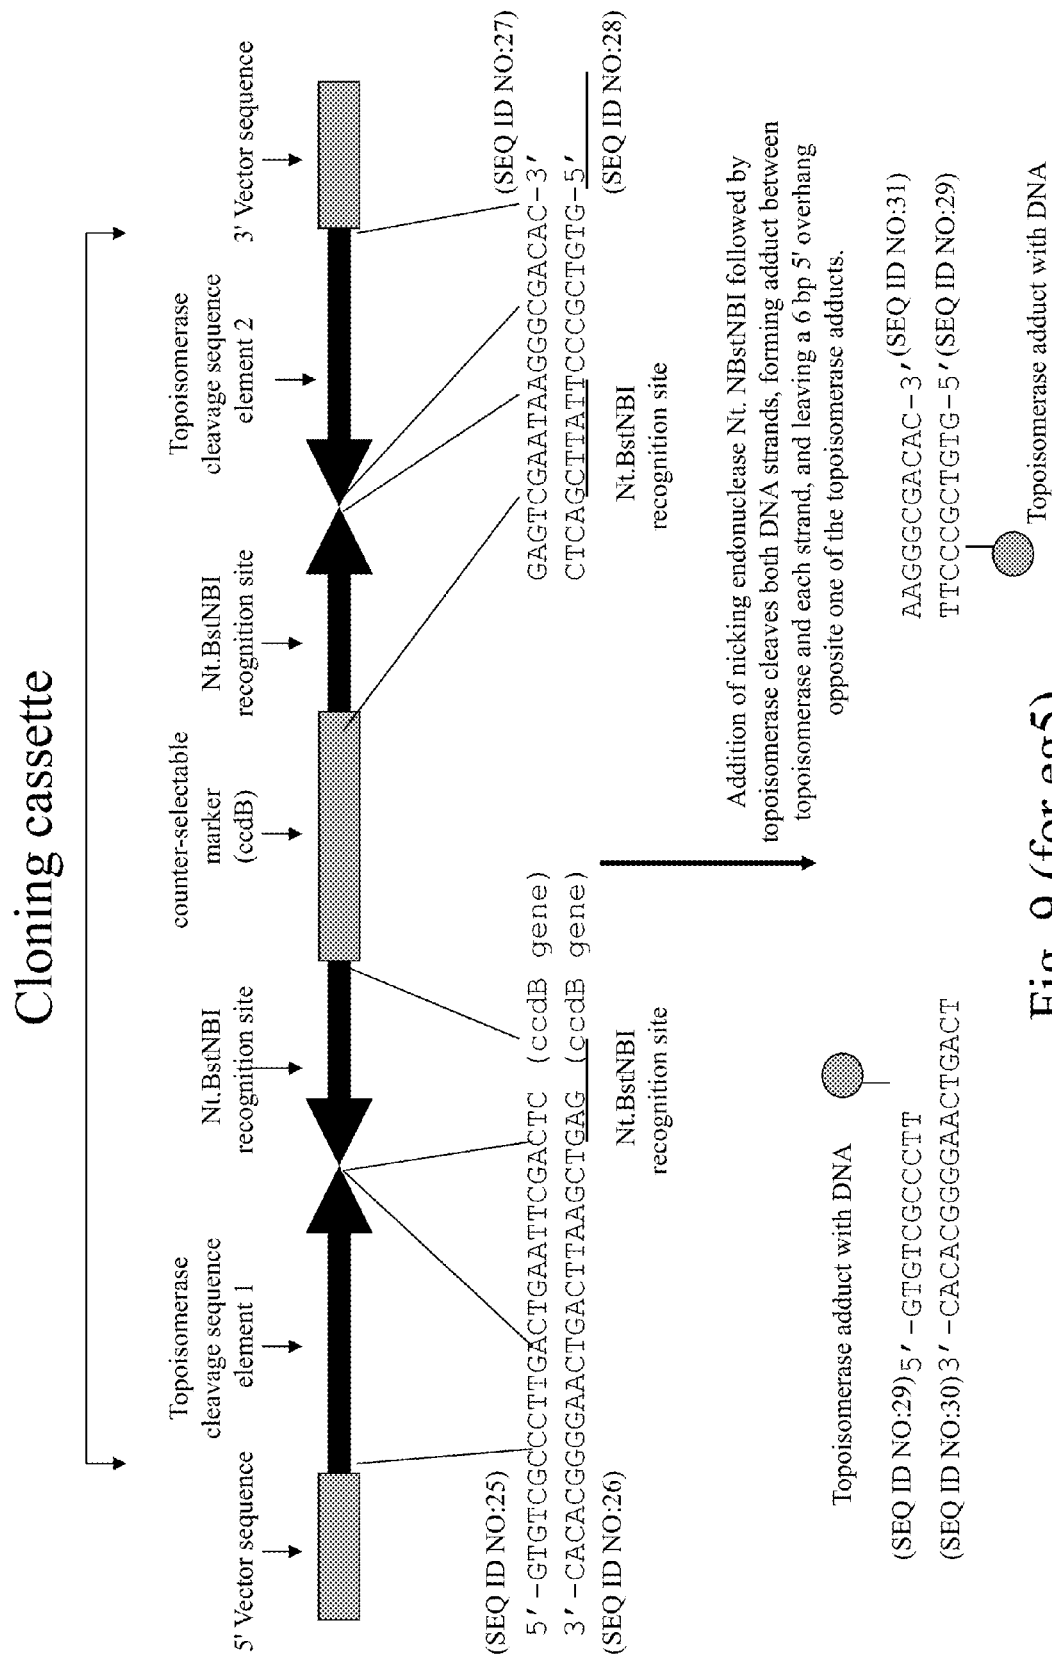 Cloning cassette
5' Vector sequence
Topoisomerase
cleavage sequence
element 1
Nt.BstNBI
recognition site
counter-selectable
marker
(ccdB)
Nt.BstNBI
recognition site
Topoisomerase
cleavage sequence
element 2
3' Vector sequence
(SEQ ID NO:25)
5'-GTGTCGCCCTTGACTGAATTCGACTC (ccdB gene)
3'-CACACGGGGAACTGACTTAAGCTGAG (ccdB gene)
(SEQ ID NO:26)
Nt.BstNBI
recognition site
(SEQ ID NO:27)
GAGTCGAATAAGGGCGACAC-3'
CTCAGCTTATTCCCGCTGTG-5'
(SEQ ID NO:28)
Nt.BstNBI
recognition site
Addition of nicking endonuclease Nt. NBstNBI followed by
topoisomerase cleaves both DNA strands, forming adduct between
topoisomerase and each strand, and leaving a 6 bp 5' overhang
opposite one of the topoisomerase adducts.
Topoisomerase adduct with DNA
(SEQ ID NO:29)5'-GTGTCGCCCTT
(SEQ ID NO:30)3'-CACACGGGGAACTGACT
AAGGGCGACAC-3'(SEQ ID NO:31)
TTCCCGCTGTG-5'(SEQ ID NO:29)
Topoisomerase adduct with DNA
Fig. 9 (for eg5)